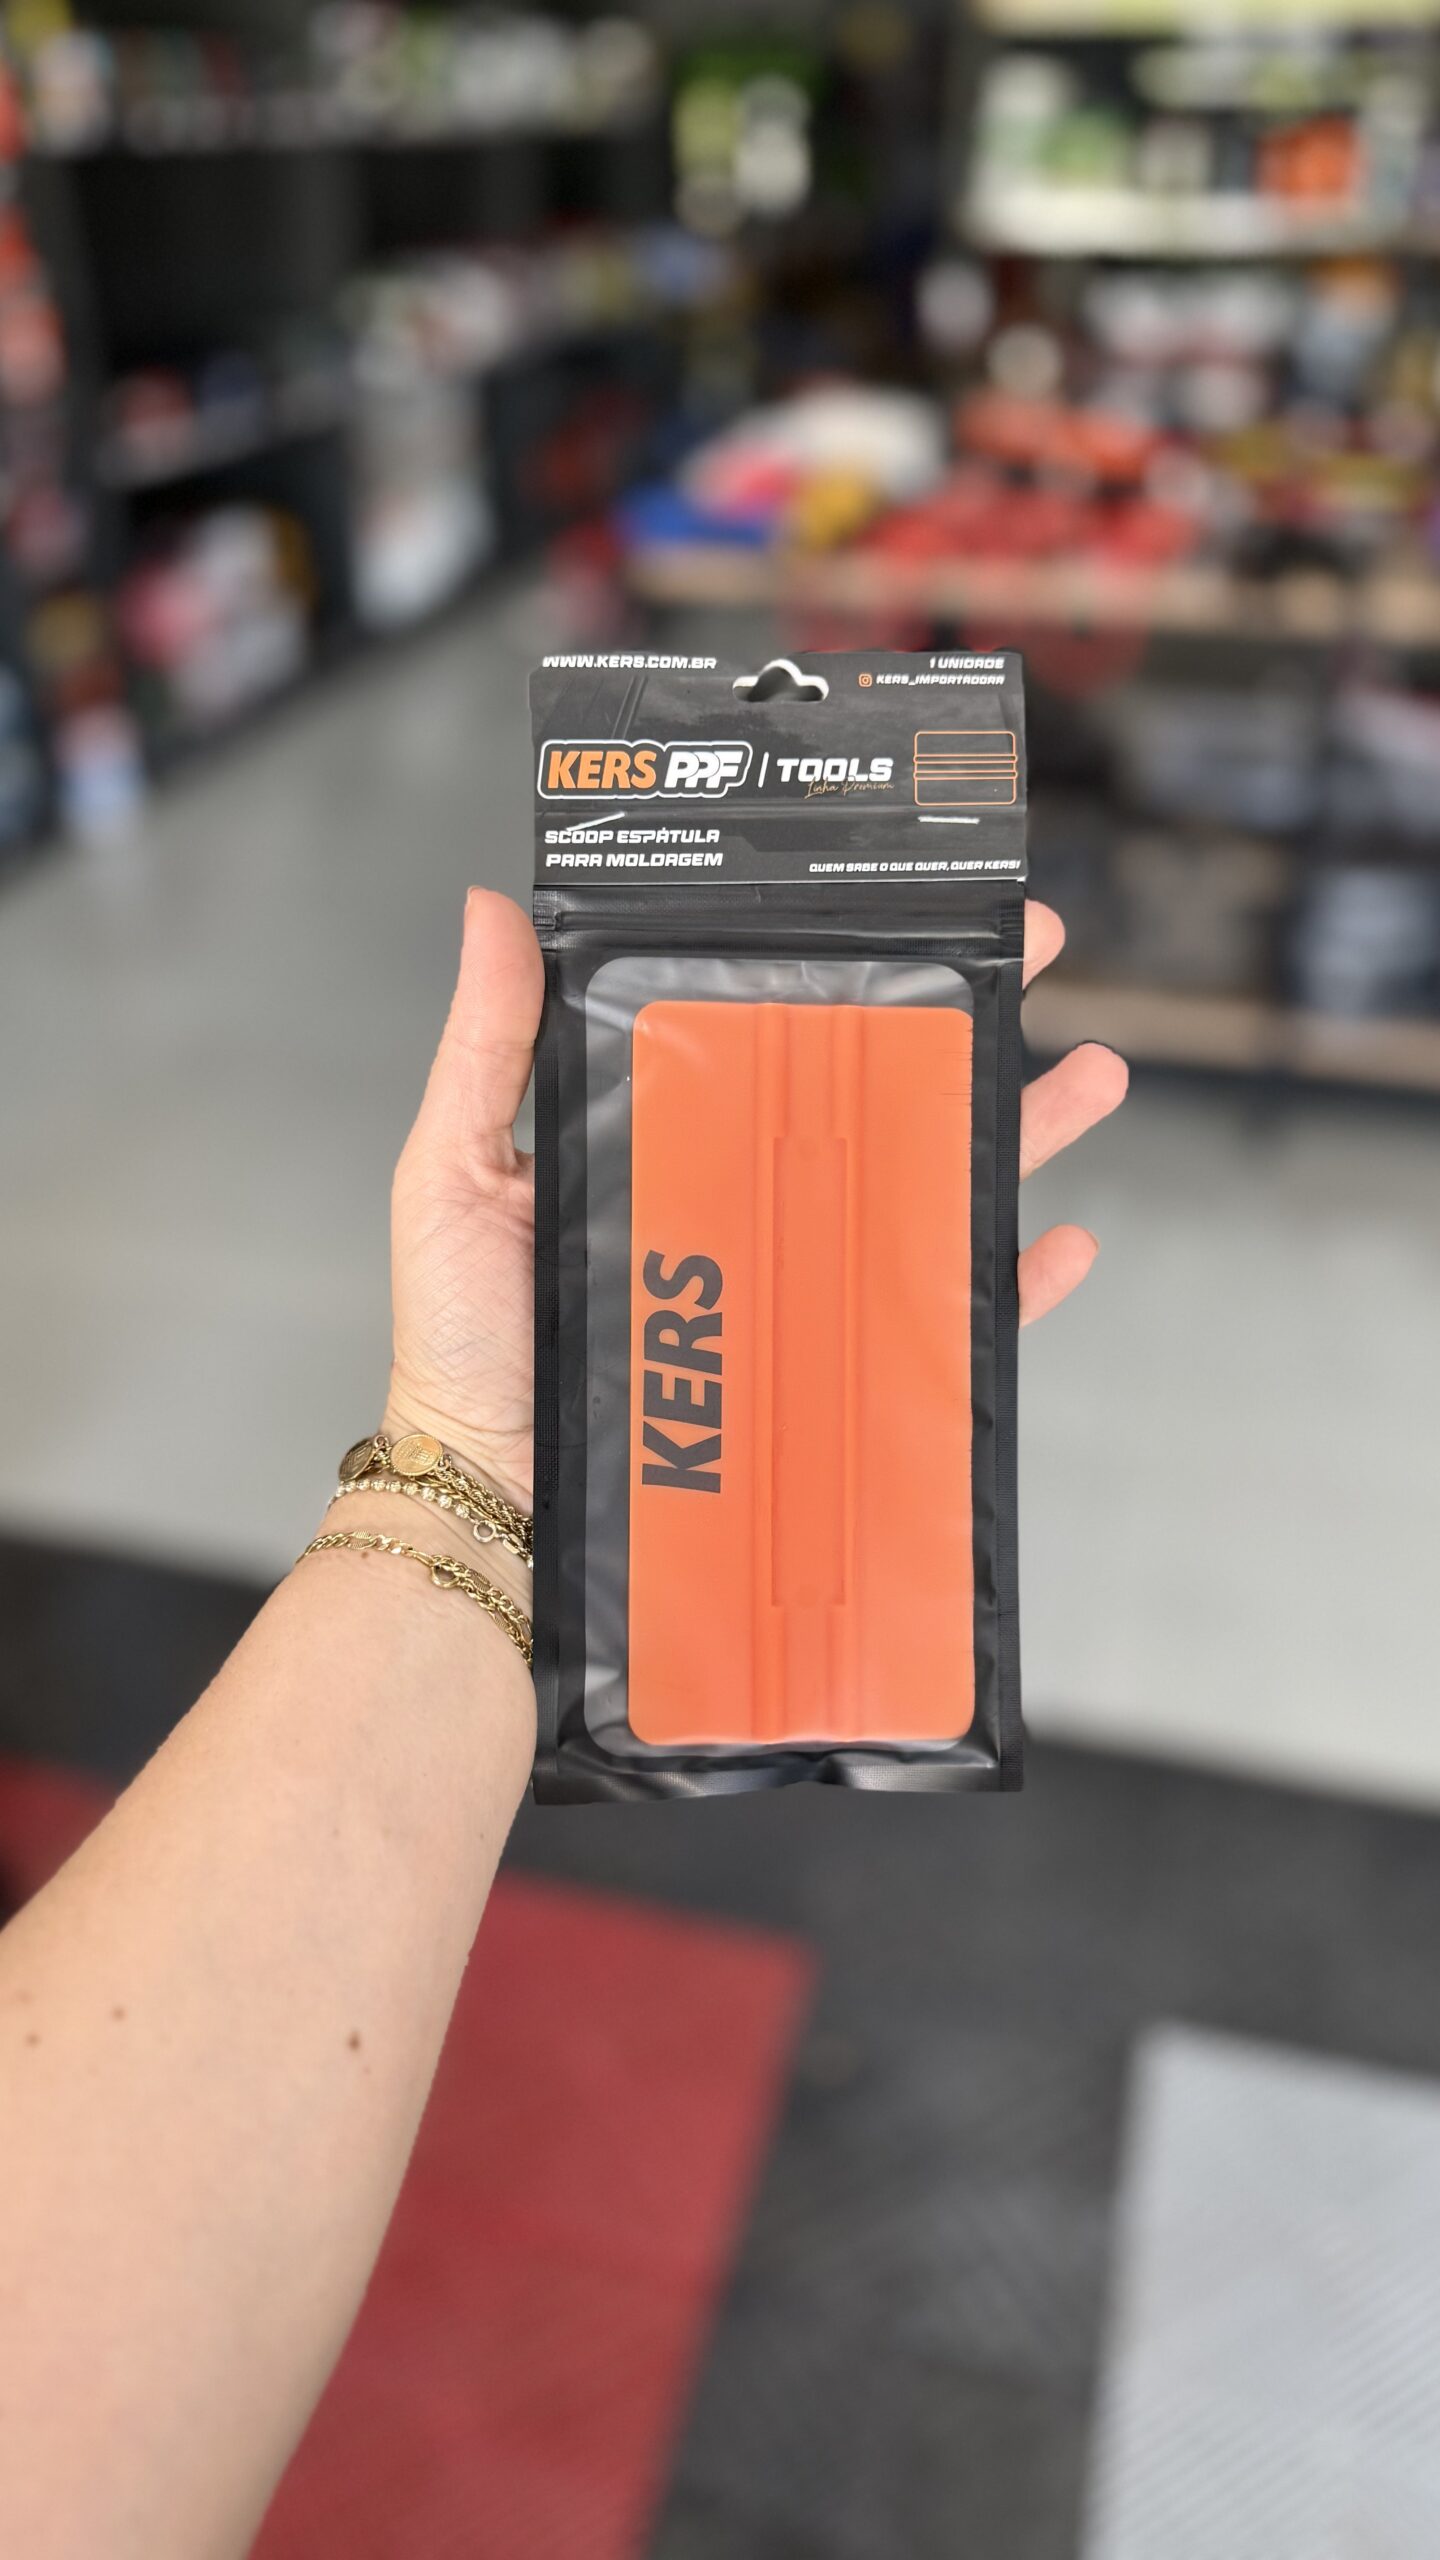 WWW.KERS.COM.BR
1 UNIDADE
KERS_IMPORTADORA
KERS PPF | TOOLS
Linha Premium
SCOOP ESPÁTULA
PARA MOLDAGEM
QUEM SABE O QUE QUER, QUER KERS!
KERS